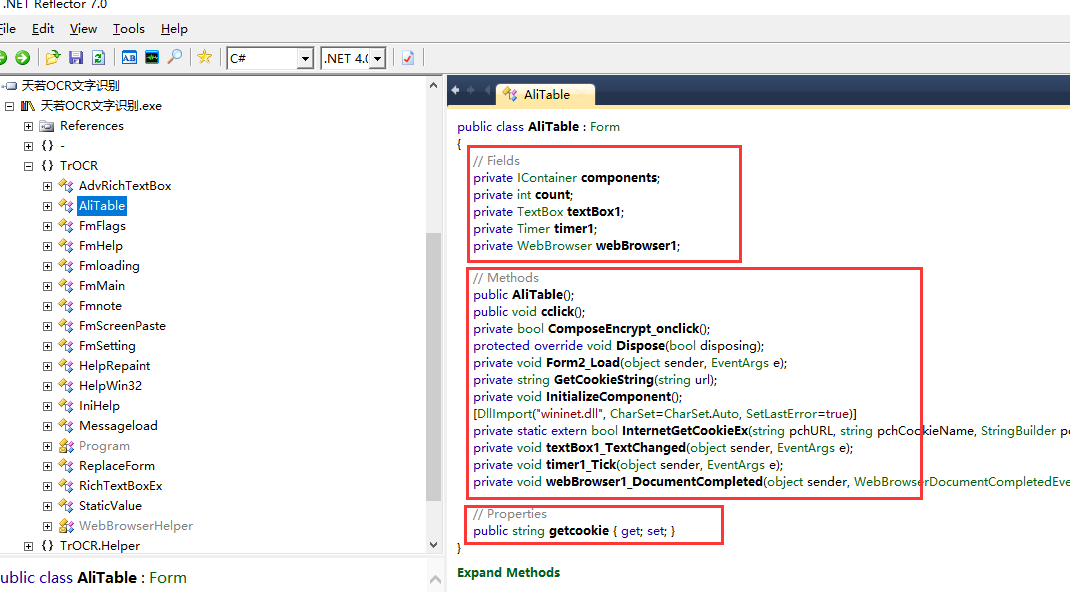 .NET Reflector 7.0
File Edit View Tools Help
C# .NET 4.0
天若OCR文字识别
天若OCR文字识别.exe
References
{} -
{} TrOCR
AdvRichTextBox
AliTable
FmFlags
FmHelp
Fmloading
FmMain
Fmnote
FmScreenPaste
FmSetting
HelpRepaint
HelpWin32
IniHelp
Messageload
Program
ReplaceForm
RichTextBoxEx
StaticValue
WebBrowserHelper
{} TrOCR.Helper
ublic class AliTable : Form
AliTable
public class AliTable : Form
{
// Fields
private IContainer components;
private int count;
private TextBox textBox1;
private Timer timer1;
private WebBrowser webBrowser1;
// Methods
public AliTable();
public void cclick();
private bool ComposeEncrypt_onclick();
protected override void Dispose(bool disposing);
private void Form2_Load(object sender, EventArgs e);
private string GetCookieString(string url);
private void InitializeComponent();
[DllImport("wininet.dll", CharSet=CharSet.Auto, SetLastError=true)]
private static extern bool InternetGetCookieEx(string pchURL, string pchCookieName, StringBuilder pc
private void textBox1_TextChanged(object sender, EventArgs e);
private void timer1_Tick(object sender, EventArgs e);
private void webBrowser1_DocumentCompleted(object sender, WebBrowserDocumentCompletedEve
// Properties
public string getcookie { get; set; }
}
Expand Methods